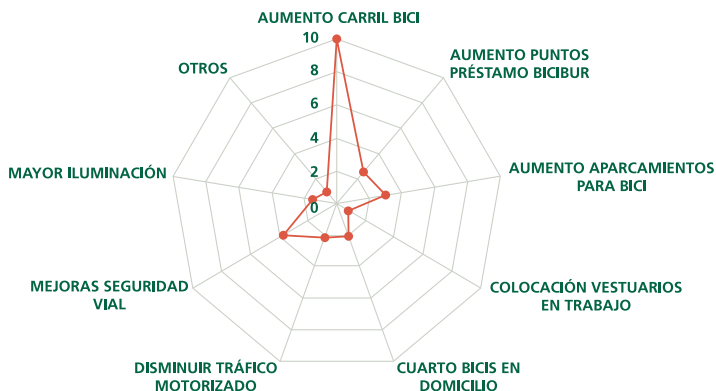 AUMENTO CARRIL BICI
10
8
6
4
2
0
AUMENTO PUNTOS
PRÉSTAMO BICIBUR
AUMENTO APARCAMIENTOS
PARA BICI
COLOCACIÓN VESTUARIOS
EN TRABAJO
CUARTO BICIS EN
DOMICILIO
DISMINUIR TRÁFICO
MOTORIZADO
MEJORAS SEGURIDAD
VIAL
MAYOR ILUMINACIÓN
OTROS